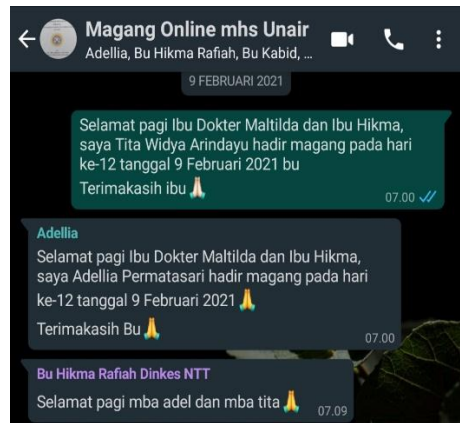 Magang Online mhs Unair
Adellia, Bu Hikma Rafiah, Bu Kabid, ...
9 FEBRUARI 2021
Selamat pagi Ibu Dokter Maltilda dan Ibu Hikma,
saya Tita Widya Arindayu hadir magang pada hari
ke-12 tanggal 9 Februari 2021 bu
Terimakasih ibu🙏🏻
07.00
Adellia
Selamat pagi Ibu Dokter Maltilda dan Ibu Hikma,
saya Adellia Permatasari hadir magang pada hari
ke-12 tanggal 9 Februari 2021🙏
Terimakasih Bu🙏
07.00
Bu Hikma Rafiah Dinkes NTT
Selamat pagi mba adel dan mba tita🙏
07.09